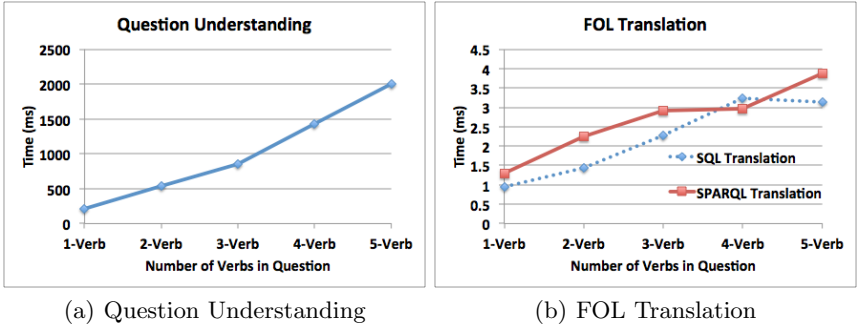 Question Understanding
2500
2000
1500
1000
500
0
Time (ms)
1-Verb 2-Verb 3-Verb 4-Verb 5-Verb
Number of Verbs in Question
(a) Question Understanding
FOL Translation
4.5
4
3.5
3
2.5
2
1.5
1
0.5
0
Time (ms)
SQL Translation
SPARQL Translation
1-Verb 2-Verb 3-Verb 4-Verb 5-Verb
Number of Verbs in Question
(b) FOL Translation